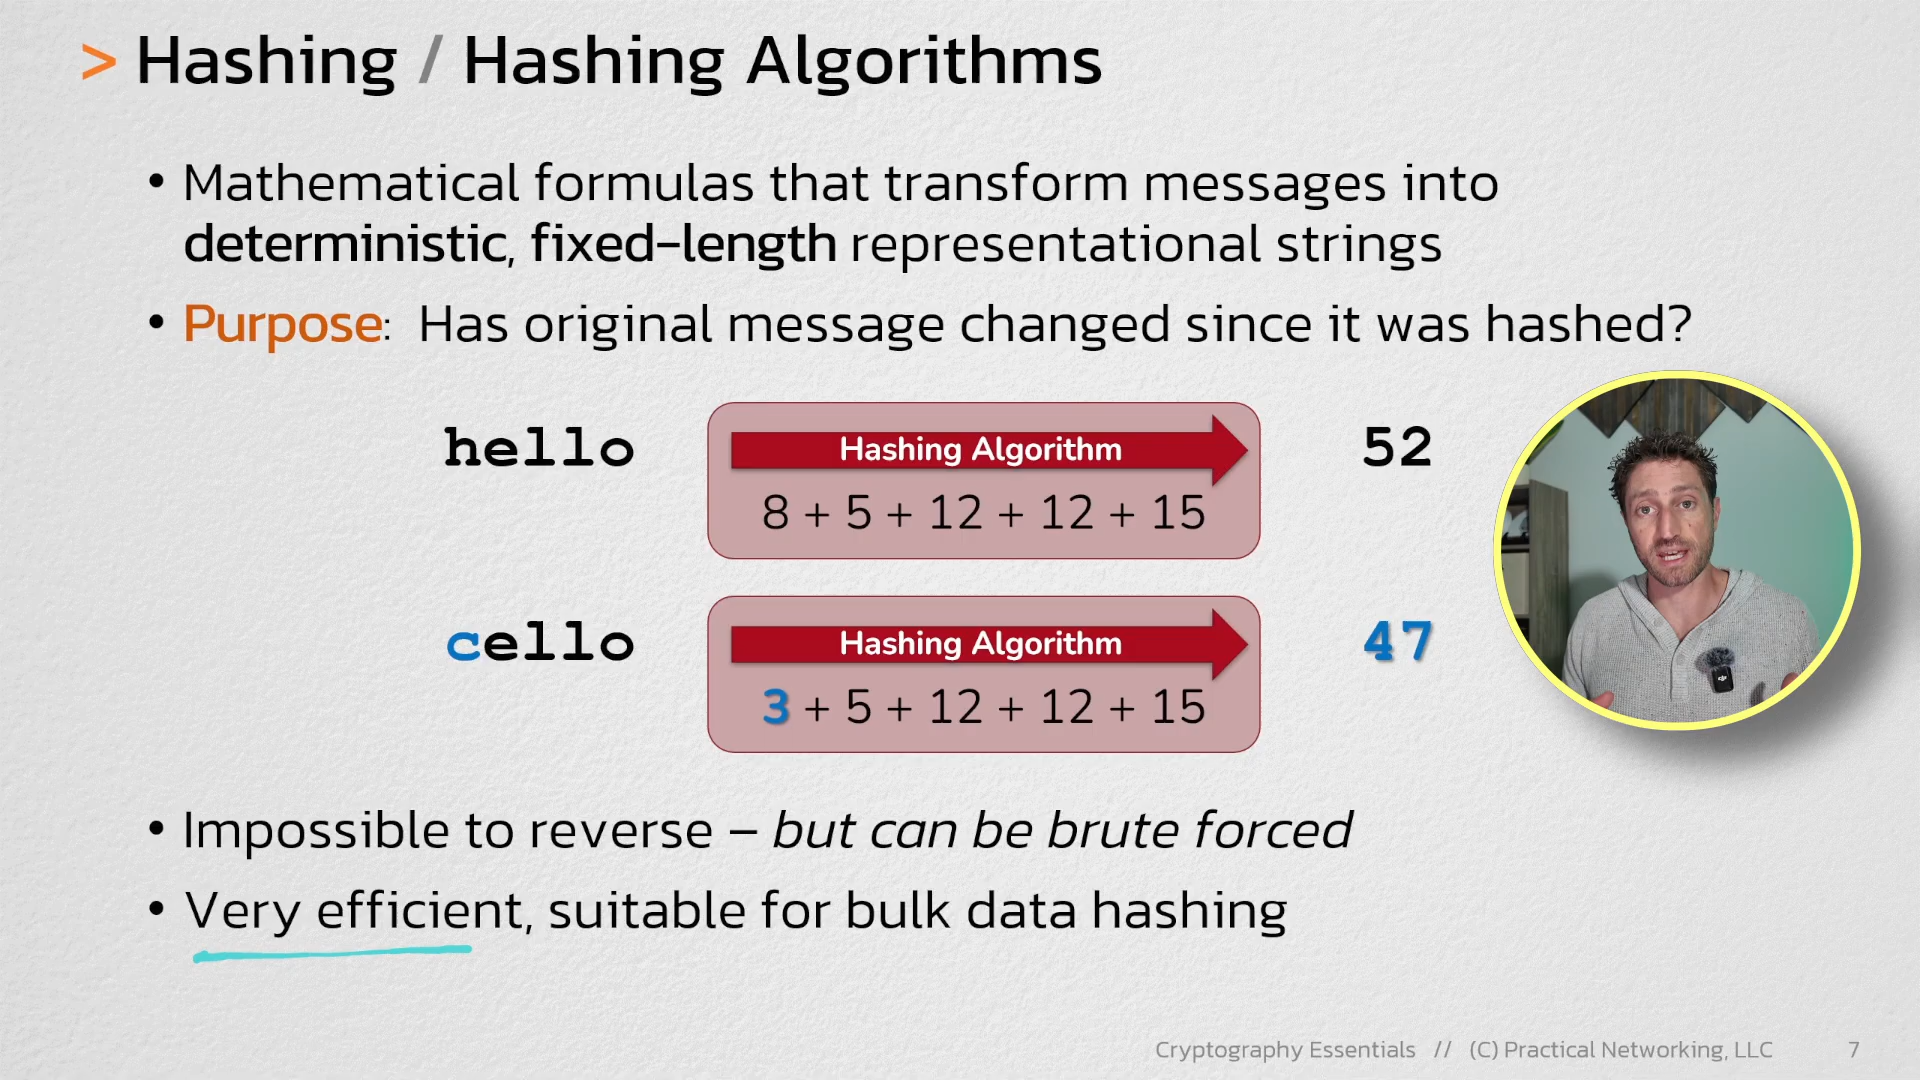 > Hashing / Hashing Algorithms
• Mathematical formulas that transform messages into
deterministic, fixed-length representational strings
• Purpose: Has original message changed since it was hashed?
hello
Hashing Algorithm
8 + 5 + 12 + 12 + 15
52
cello
Hashing Algorithm
3 + 5 + 12 + 12 + 15
47
• Impossible to reverse – but can be brute forced
• Very efficient, suitable for bulk data hashing
Cryptography Essentials // (C) Practical Networking, LLC 7